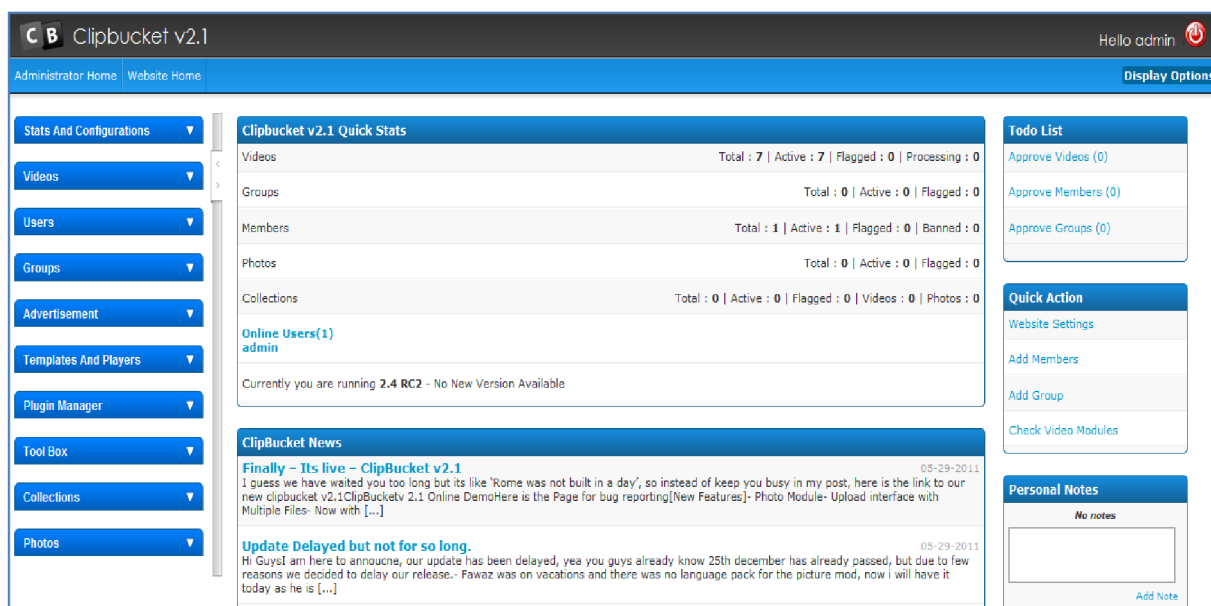 CB Clipbucket v2.1
Hello admin
Administrator Home Website Home
Display Options
Stats And Configurations
Videos
Users
Groups
Advertisement
Templates And Players
Plugin Manager
Tool Box
Collections
Photos
Clipbucket v2.1 Quick Stats
Videos Total : 7 | Active : 7 | Flagged : 0 | Processing : 0
Groups Total : 0 | Active : 0 | Flagged : 0
Members Total : 1 | Active : 1 | Flagged : 0 | Banned : 0
Photos Total : 0 | Active : 0 | Flagged : 0
Collections Total : 0 | Active : 0 | Flagged : 0 | Videos : 0 | Photos : 0
Online Users(1)
admin
Currently you are running 2.4 RC2 - No New Version Available
ClipBucket News
Finally – Its live – ClipBucket v2.1 05-29-2011
I guess we have waited you too long but its like ‘Rome was not built in a day’, so instead of keep you busy in my post, here is the link to our
new clipbucket v2.1ClipBucketv 2.1 Online DemoHere is the Page for bug reporting[New Features]- Photo Module- Upload interface with
Multiple Files- Now with [...]
Update Delayed but not for so long. 05-29-2011
Hi GuysI am here to annoucne, our update has been delayed, yea you guys already know 25th december has already passed, but due to few
reasons we decided to delay our release.- Fawaz was on vacations and there was no language pack for the picture mod, now i will have it
today as he is [...]
Todo List
Approve Videos (0)
Approve Members (0)
Approve Groups (0)
Quick Action
Website Settings
Add Members
Add Group
Check Video Modules
Personal Notes
No notes
Add Note